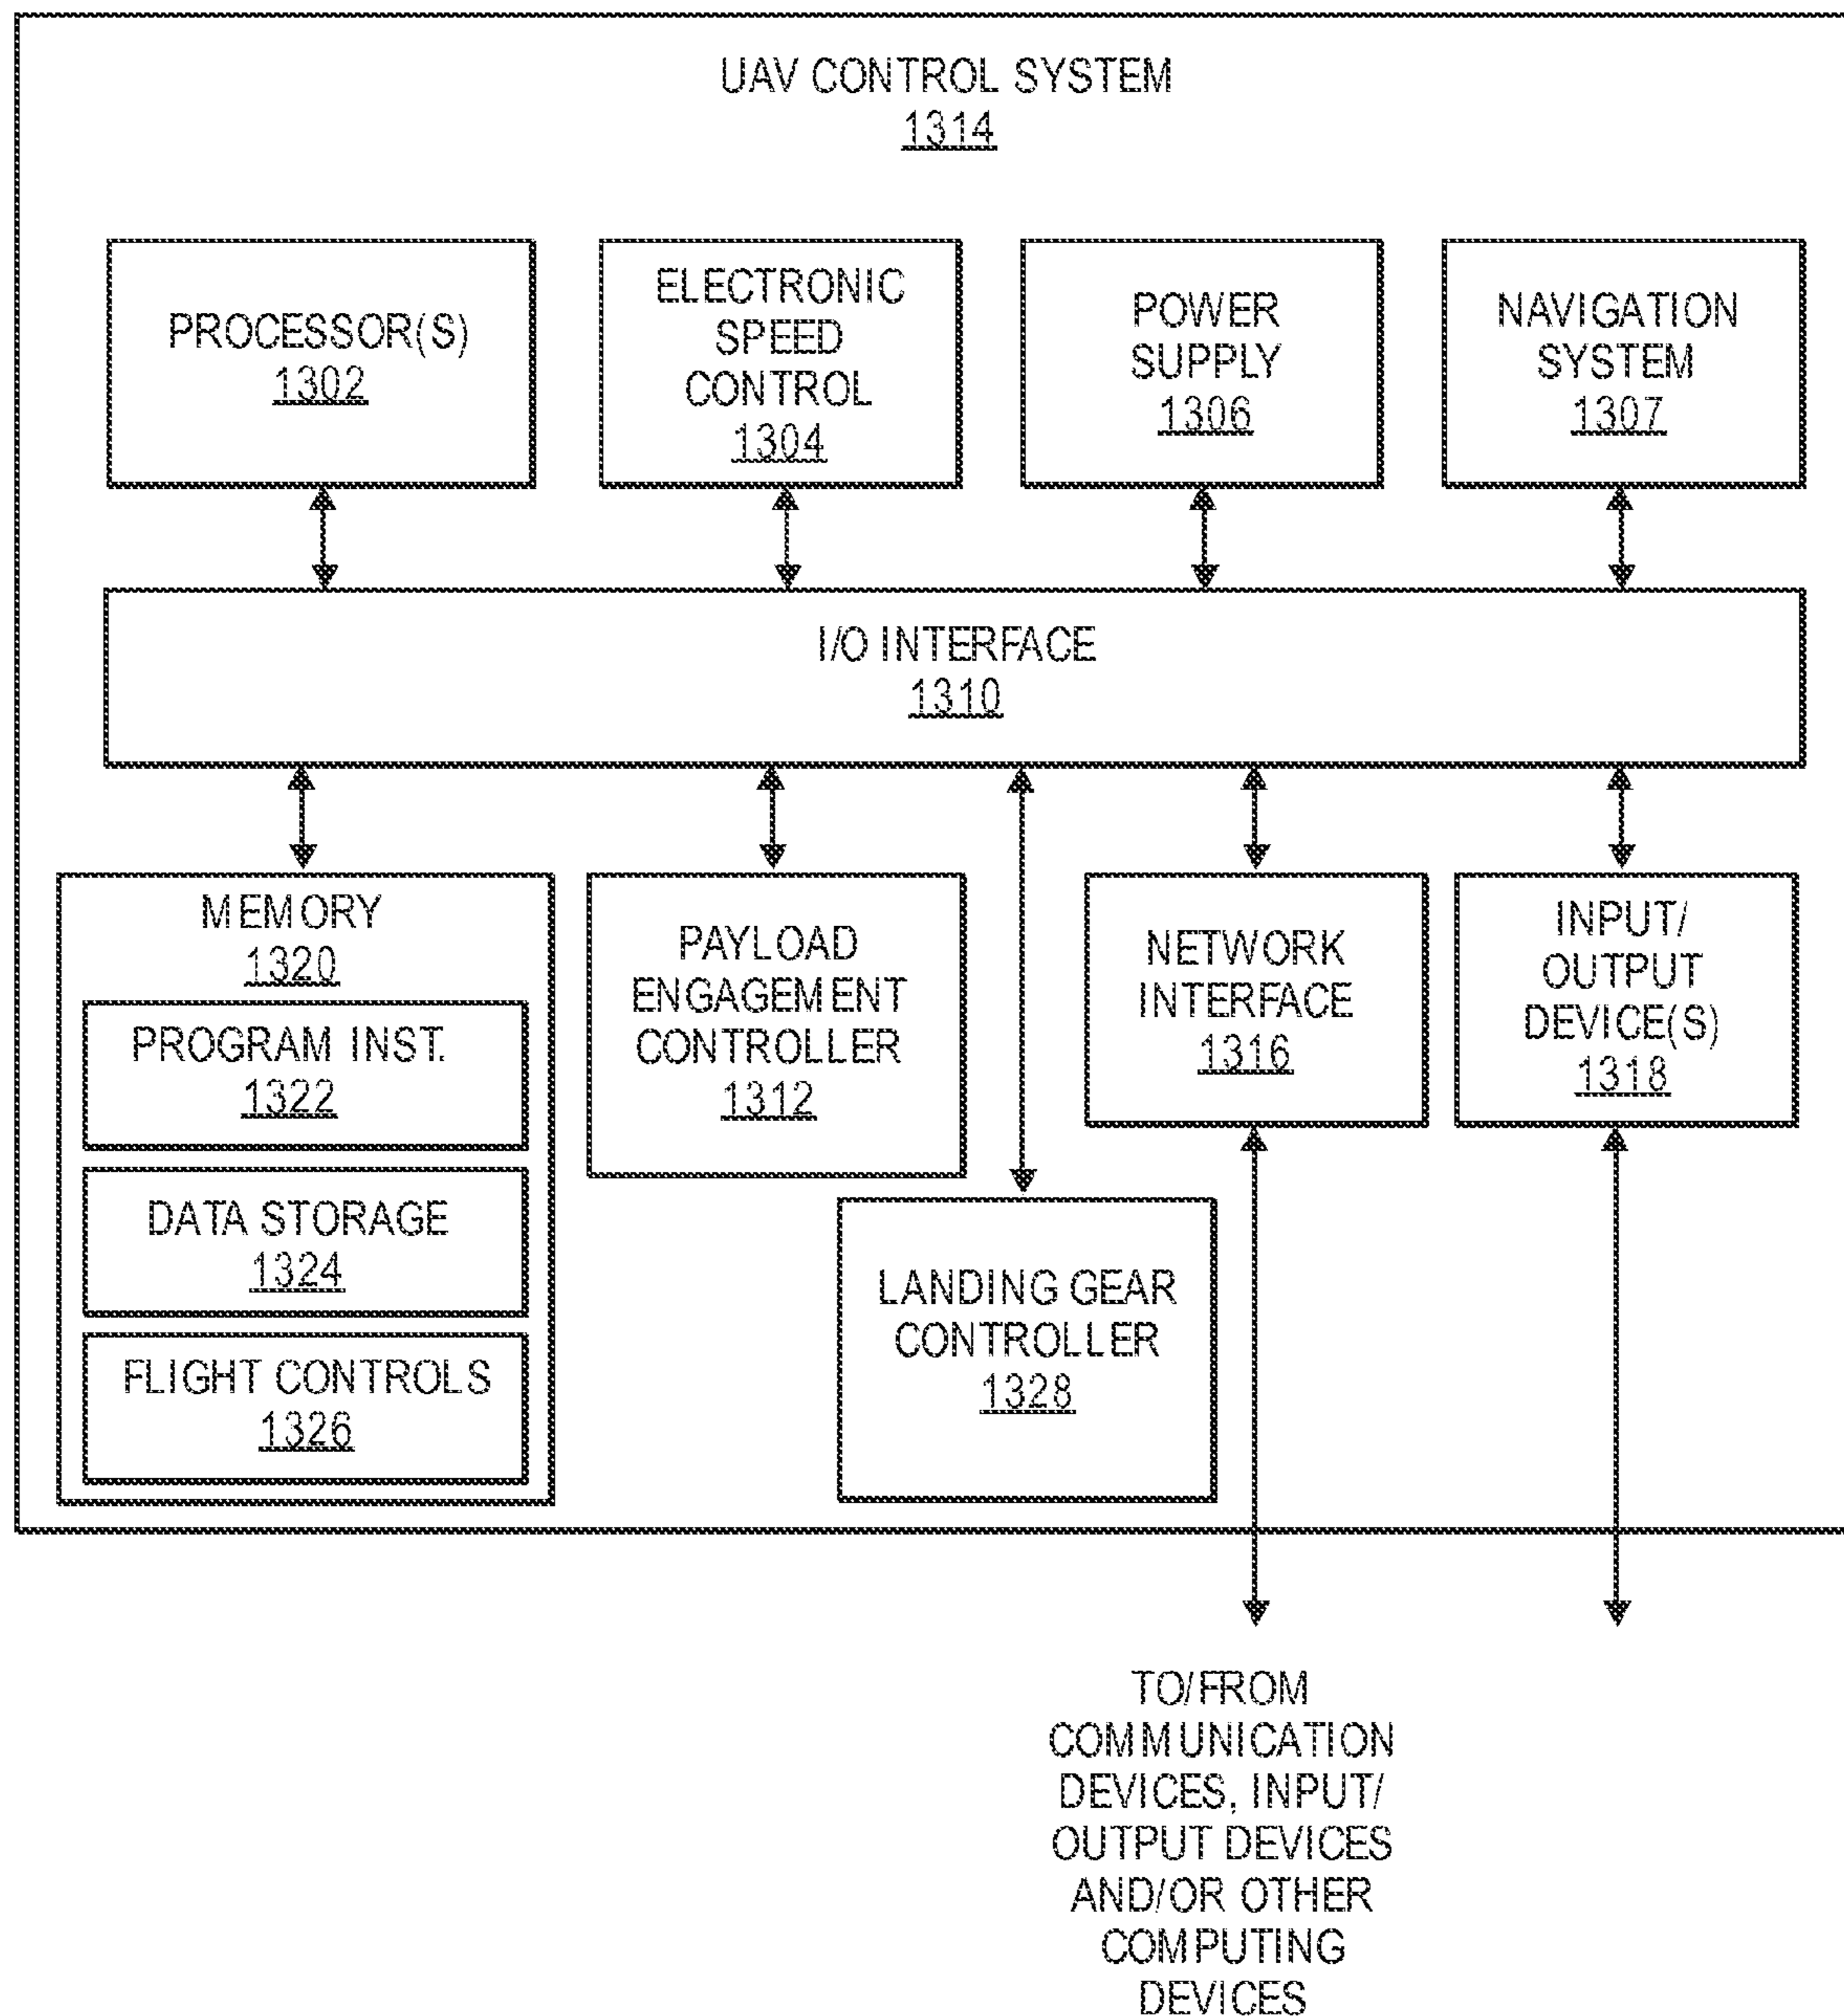 UAV CONTROL SYSTEM
1314
PROCESSOR(S)
1302
ELECTRONIC
SPEED
CONTROL
1304
POWER
SUPPLY
1306
NAVIGATION
SYSTEM
1307
I/O INTERFACE
1310
MEMORY
1320
PROGRAM INST.
1322
DATA STORAGE
1324
FLIGHT CONTROLS
1326
PAYLOAD
ENGAGEMENT
CONTROLLER
1312
LANDING GEAR
CONTROLLER
1328
NETWORK
INTERFACE
1316
INPUT/
OUTPUT
DEVICE(S)
1318
TO/FROM
COMMUNICATION
DEVICES, INPUT/
OUTPUT DEVICES
AND/OR OTHER
COMPUTING
DEVICES